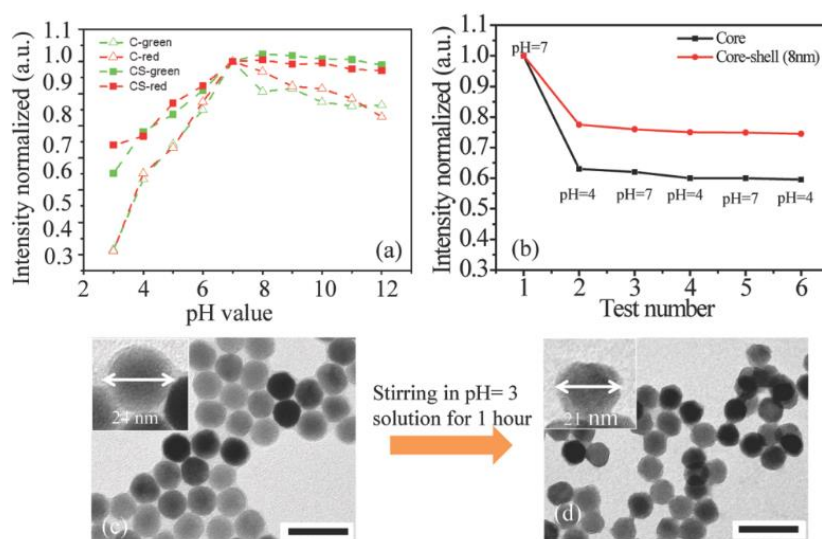 Intensity normalized (a.u.)
1.1
1.0
0.9
0.8
0.7
0.6
0.5
0.4
0.3
C-green
C-red
CS-green
CS-red
(a)
2 4 6 8 10 12
pH value
Intensity normalized (a.u.)
1.1
1.0
0.9
0.8
0.7
0.6
0.5
0.4
0.3
pH=7
Core
Core-shell (8nm)
pH=4 pH=7 pH=4 pH=7 pH=4
(b)
1 2 3 4 5 6
Test number
24 nm
(c)
Stirring in pH= 3
solution for 1 hour
21 nm
(d)